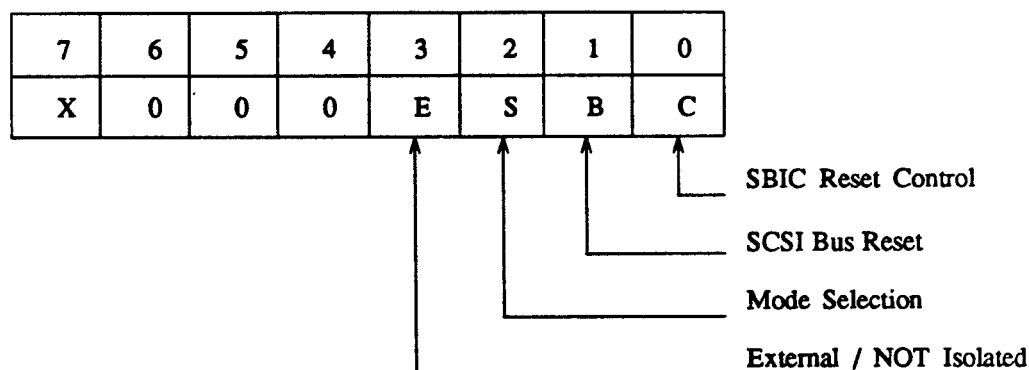 7 6 5 4 3 2 1 0
X 0 0 0 E S B C
SBIC Reset Control
SCSI Bus Reset
Mode Selection
External / NOT Isolated